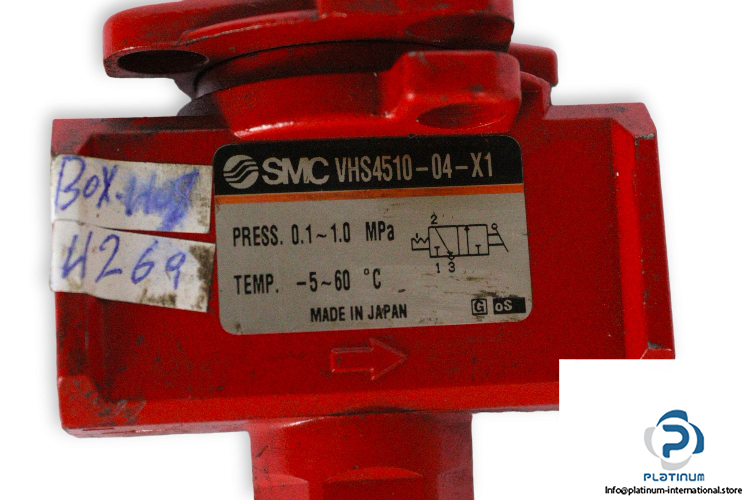 SMC VHS4510-04-X1
PRESS. 0.1~1.0 MPa
TEMP. -5~60 °C
MADE IN JAPAN
G oS
2
1 3
BOX
4269
PLATINUM
Info@platinum-international.store